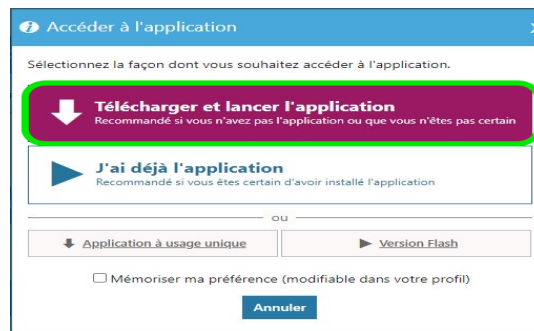 Accéder à l'application
Sélectionnez la façon dont vous souhaitez accéder à l'application.
Télécharger et lancer l'application
Recommandé si vous n'avez pas l'application ou que vous n'êtes pas certain
J'ai déjà l'application
Recommandé si vous êtes certain d'avoir installé l'application
ou
Application à usage unique
Version Flash
Mémoriser ma préférence (modifiable dans votre profil)
Annuler